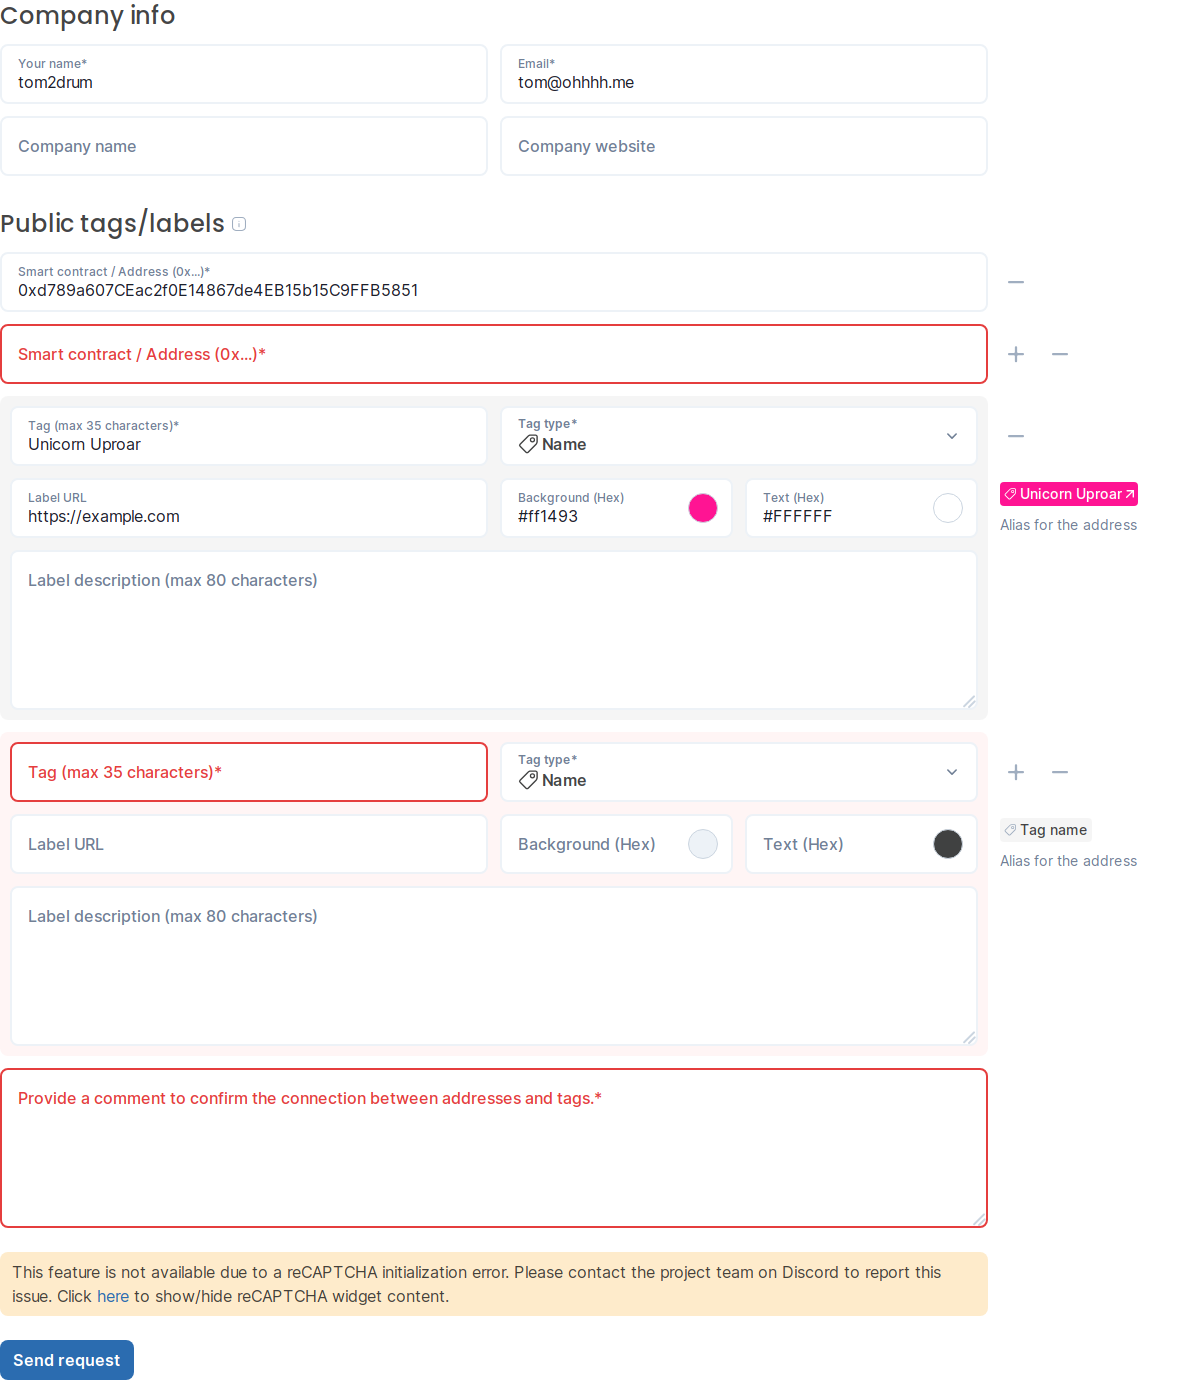 Company info
Your name*
tom2drum
Email*
tom@ohhhh.me
Company name
Company website
Public tags/labels
Smart contract / Address (0x...)*
0xd789a607CEac2f0E14867de4EB15b15C9FFB5851
Smart contract / Address (0x...)*
Tag (max 35 characters)*
Unicorn Uproar
Tag type*
Name
Label URL
https://example.com
Background (Hex)
#ff1493
Text (Hex)
#FFFFFF
Unicorn Uproar
Alias for the address
Label description (max 80 characters)
Tag (max 35 characters)*
Tag type*
Name
Label URL
Background (Hex)
Text (Hex)
Tag name
Alias for the address
Label description (max 80 characters)
Provide a comment to confirm the connection between addresses and tags.*
This feature is not available due to a reCAPTCHA initialization error. Please contact the project team on Discord to report this
issue. Click here to show/hide reCAPTCHA widget content.
Send request